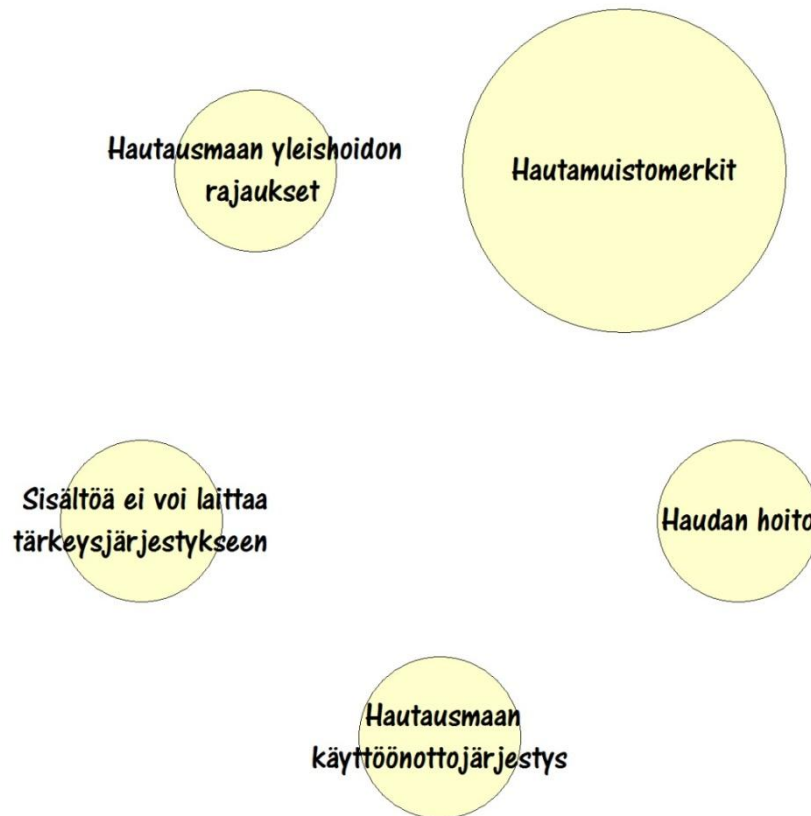 Hautausmaan yleishoidon
rajaukset
Hautamuistomerkit
Sisältöä ei voi laittaa
tärkeysjärjestykseen
Haudan hoito
Hautausmaan
käyttöönottojärjestys